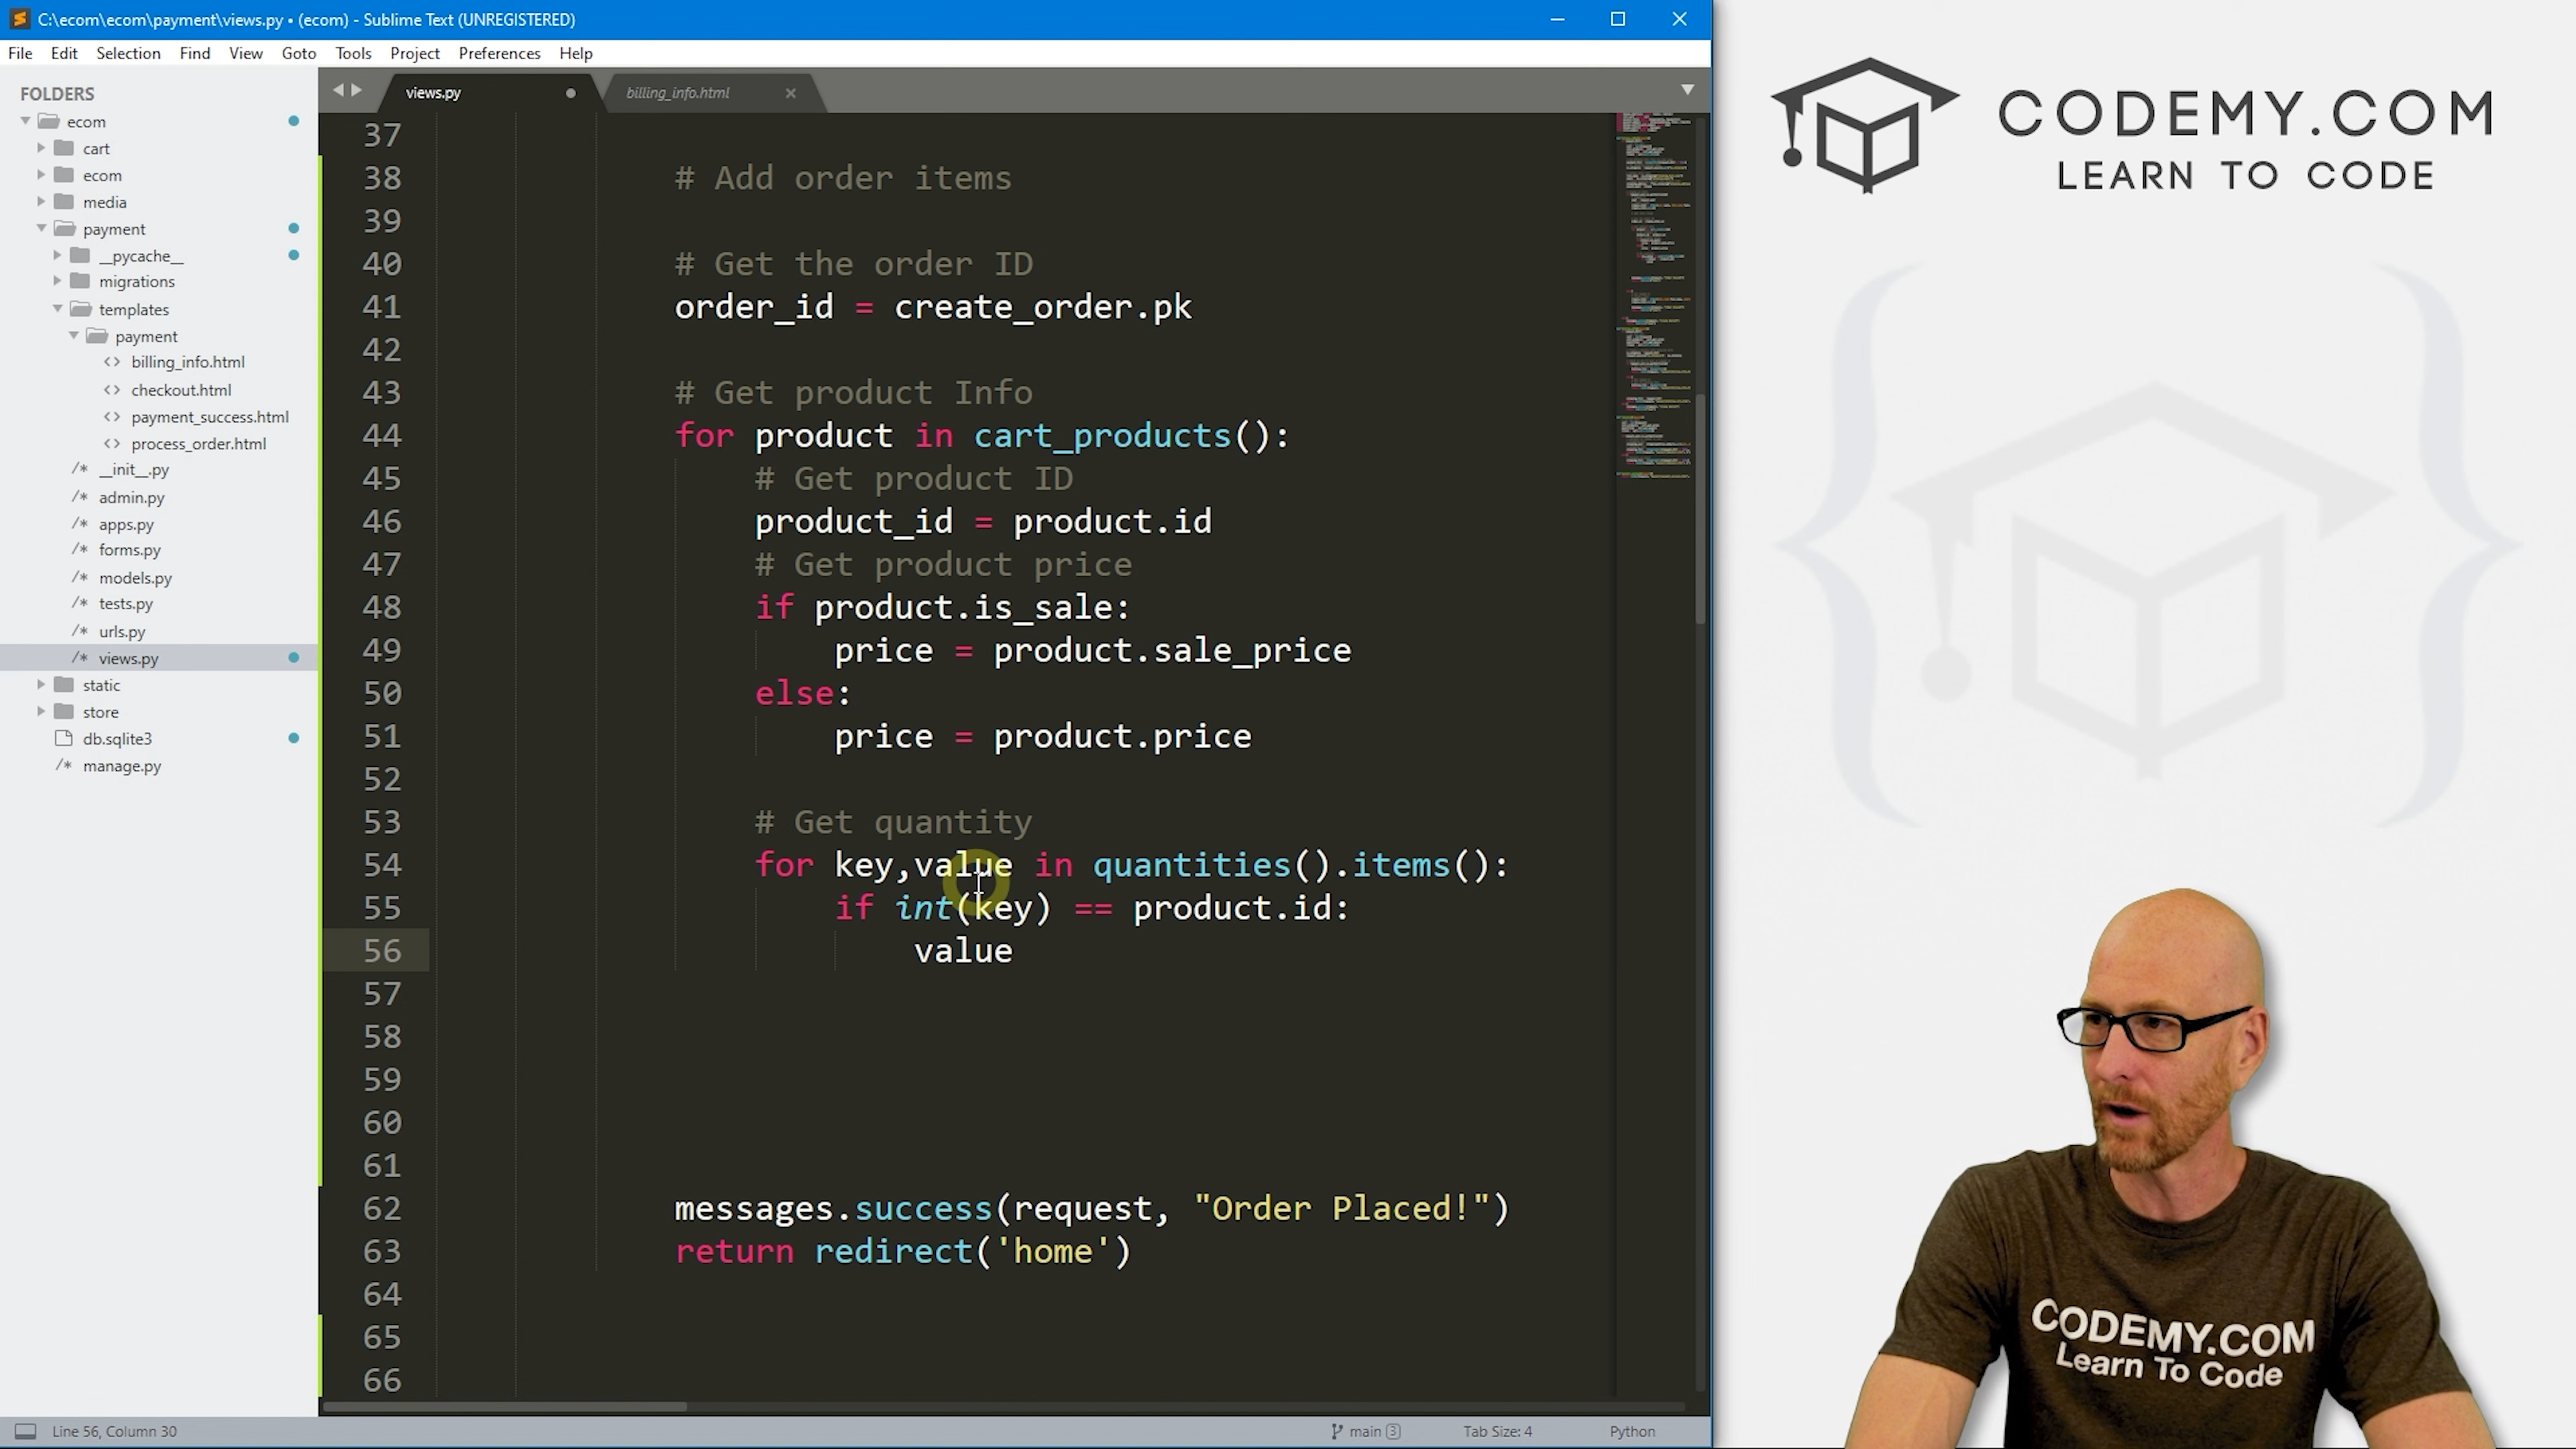 C:\ecom\ecom\payment\views.py • (ecom) - Sublime Text (UNREGISTERED)
File Edit Selection Find View Goto Tools Project Preferences Help
FOLDERS
ecom
cart
ecom
media
payment
__pycache__
migrations
templates
payment
<> billing_info.html
<> checkout.html
<> payment_success.html
<> process_order.html
/* __init__.py
/* admin.py
/* apps.py
/* forms.py
/* models.py
/* tests.py
/* urls.py
/* views.py
static
store
db.sqlite3
/* manage.py
views.py
billing_info.html
37
38 # Add order items
39
40 # Get the order ID
41 order_id = create_order.pk
42
43 # Get product Info
44 for product in cart_products():
45 # Get product ID
46 product_id = product.id
47 # Get product price
48 if product.is_sale:
49 price = product.sale_price
50 else:
51 price = product.price
52
53 # Get quantity
54 for key,value in quantities().items():
55 if int(key) == product.id:
56 value
57
58
59
60
61
62 messages.success(request, "Order Placed!")
63 return redirect('home')
64
65
66
Line 56, Column 30
main 3
Tab Size: 4
Python
CODEMY.COM
LEARN TO CODE
CODEMY.COM
Learn To Code